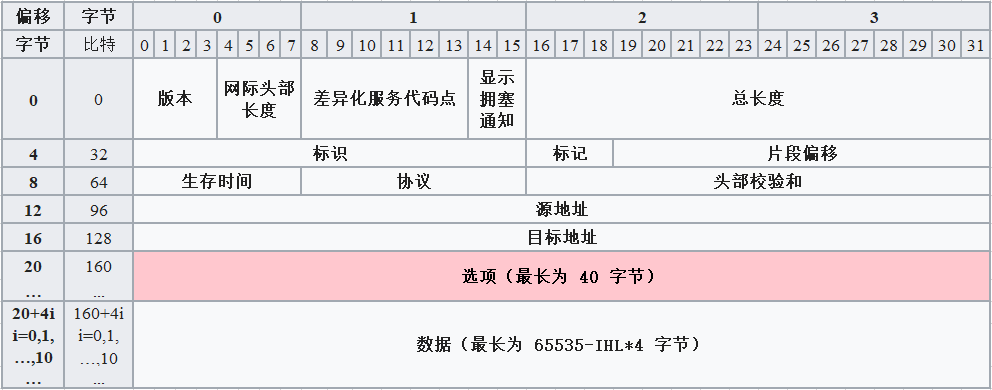 偏移 字节 0 1 2 3
字节 比特 0 1 2 3 4 5 6 7 8 9 10 11 12 13 14 15 16 17 18 19 20 21 22 23 24 25 26 27 28 29 30 31
0 0 版本 网际头部
长度 差异化服务代码点 显示
拥塞
通知 总长度
4 32 标识 标记 片段偏移
8 64 生存时间 协议 头部校验和
12 96 源地址
16 128 目标地址
20 160 选项（最长为 40 字节）
… ...
20+4i 160+4i
i=0,1, i=0,1,
…,10 …,10 数据（最长为 65535-IHL*4 字节）
… ...